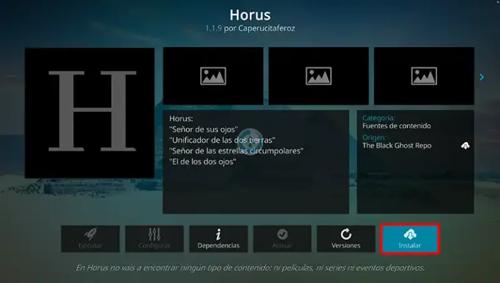 Horus
1.1.9 por Caperucitaferoz
H
Horus:
"Señor de sus ojos"
"Unificador de las dos tierras"
"Señor de las estrellas circumpolares"
"El de los dos ojos"
Categoría:
Fuentes de contenido
Origen:
The Black Ghost Repo
Ejecutar
Configurar
Dependencias
Activar
Versiones
Instalar
En Horus no vais a encontrar ningún tipo de contenido: ni películas, ni series ni eventos deportivos.